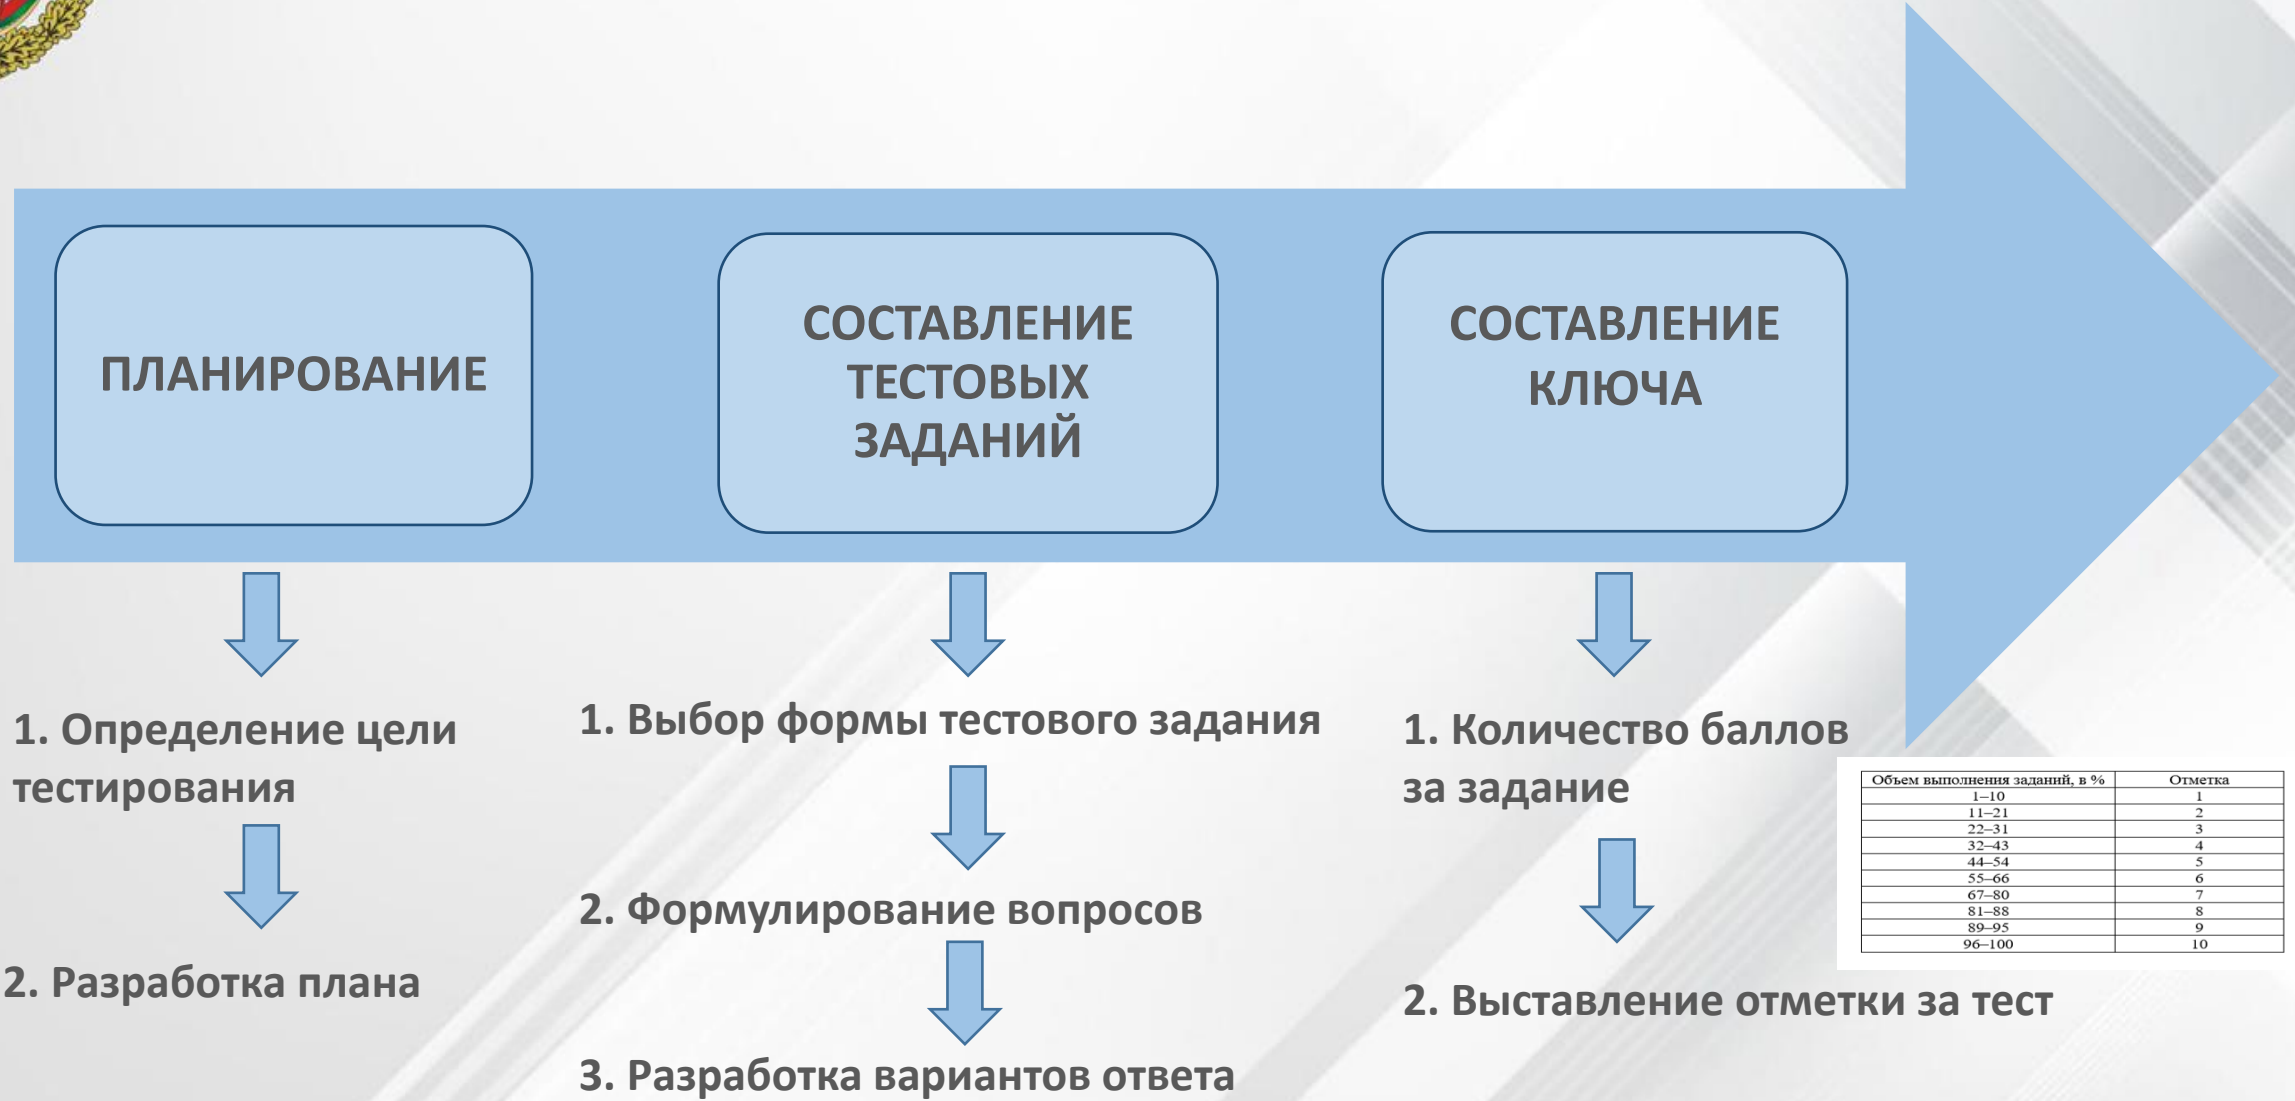 ПЛАНИРОВАНИЕ
СОСТАВЛЕНИЕ
ТЕСТОВЫХ
ЗАДАНИЙ
СОСТАВЛЕНИЕ
КЛЮЧА
1. Определение цели
тестирования
2. Разработка плана
1. Выбор формы тестового задания
2. Формулирование вопросов
3. Разработка вариантов ответа
1. Количество баллов
за задание
2. Выставление отметки за тест
Объем выполнения заданий, в % Отметка
1–10 1
11–21 2
22–31 3
32–43 4
44–54 5
55–66 6
67–80 7
81–88 8
89–95 9
96–100 10